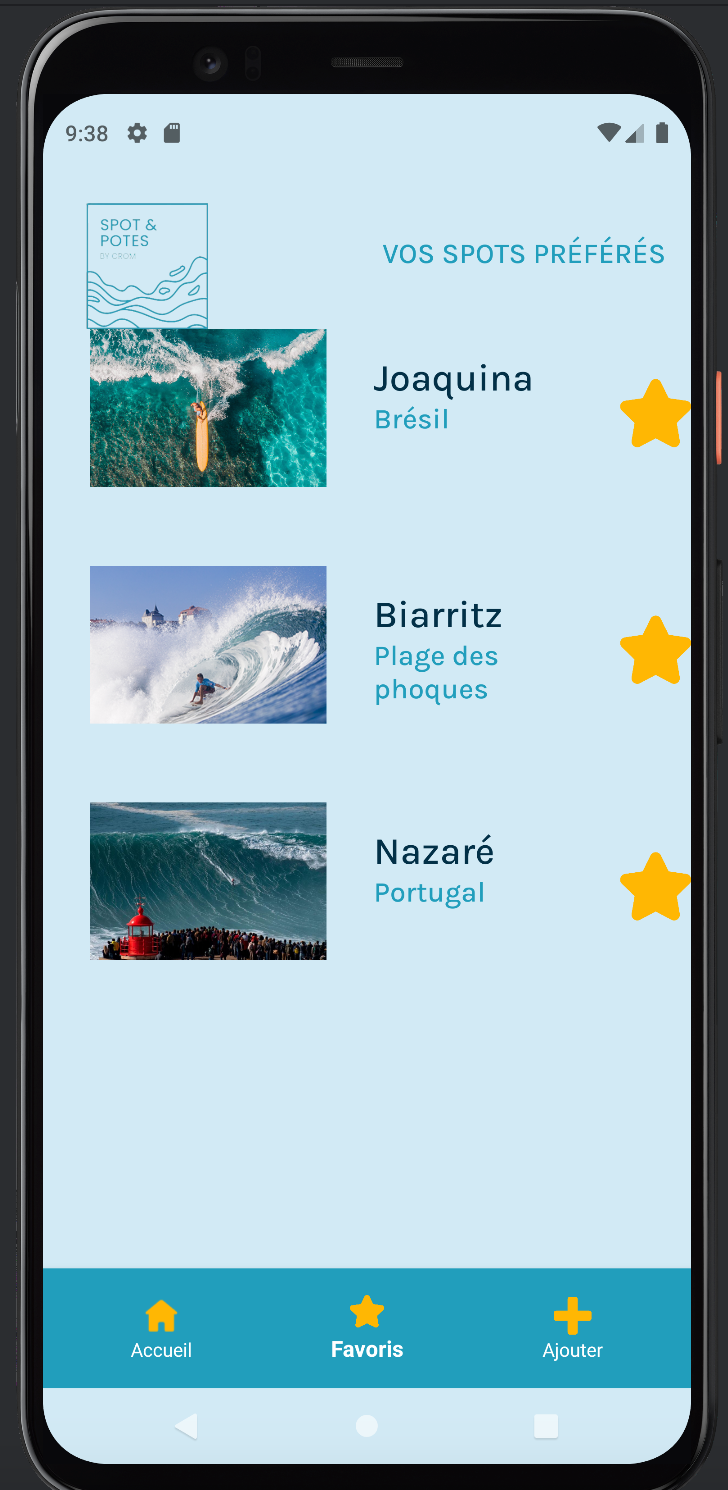 9:38
SPOT &
POTES
BY CROM
VOS SPOTS PRÉFÉRÉS
Joaquina
Brésil
Biarritz
Plage des
phoques
Nazaré
Portugal
Accueil
Favoris
Ajouter